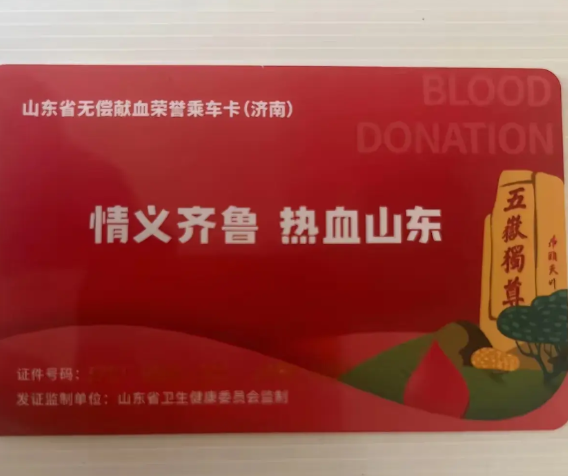 BLOOD
DONATION
山东省无偿献血荣誉乘车卡(济南)
情义齐鲁 热血山东
五嶽獨尊
证件号码:
发证监制单位: 山东省卫生健康委员会监制